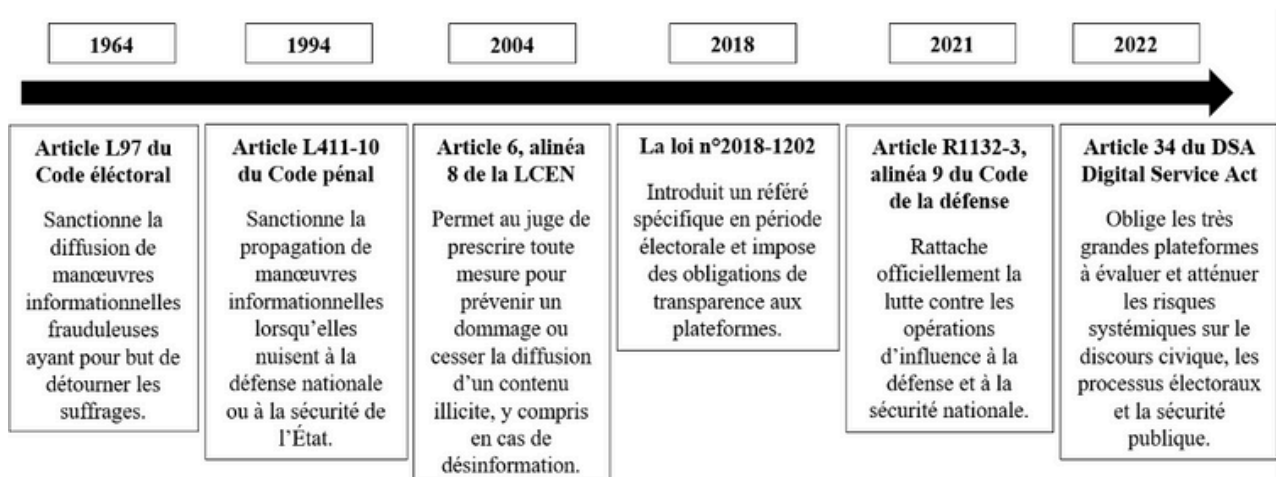 1964
1994
2004
2018
2021
2022
Article L97 du
Code éléctoral
Sanctionne la
diffusion de
manœuvres
informationnelles
frauduleuses
ayant pour but de
détourner les
suffrages.
Article L411-10
du Code pénal
Sanctionne la
propagation de
manœuvres
informationnelles
lorsqu’elles
nuisent à la
défense nationale
ou à la sécurité de
l’État.
Article 6, alinéa
8 de la LCEN
Permet au juge de
prescrire toute
mesure pour
prévenir un
dommage ou
cesser la diffusion
d’un contenu
illicite, y compris
en cas de
désinformation.
La loi n°2018-1202
Introduit un référé
spécifique en période
électorale et impose
des obligations de
transparence aux
plateformes.
Article R1132-3,
alinéa 9 du Code
de la défense
Rattache
officiellement la
lutte contre les
opérations
d’influence à la
défense et à la
sécurité nationale.
Article 34 du DSA
Digital Service Act
Oblige les très
grandes plateformes
à évaluer et atténuer
les risques
systémiques sur le
discours civique, les
processus électoraux
et la sécurité
publique.